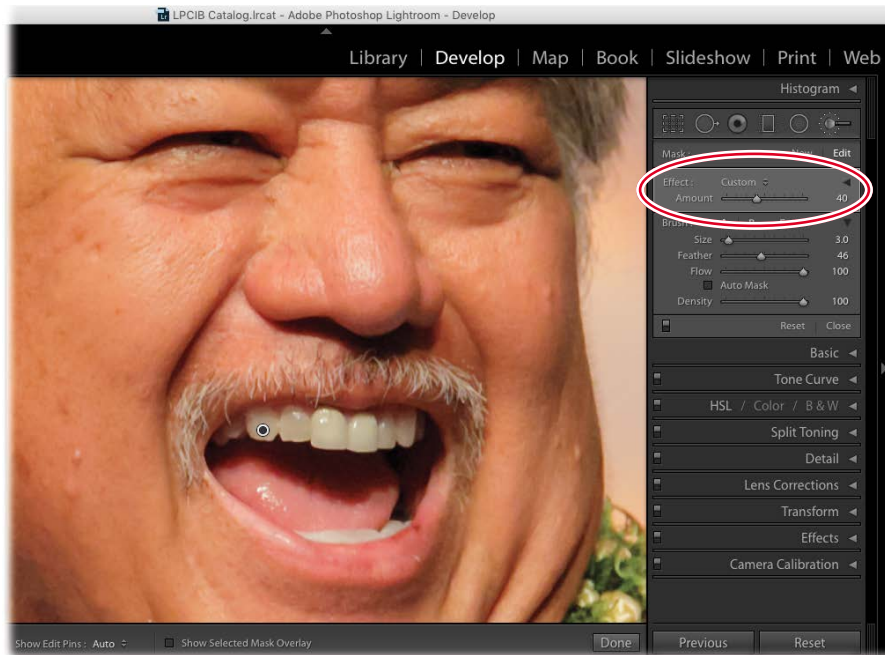 LPCIB Catalog.lrcat - Adobe Photoshop Lightroom - Develop
Library | Develop | Map | Book | Slideshow | Print | Web
Histogram
Mask : New Edit
Effect : Custom
Amount 40
Brush :
Size 3.0
Feather 46
Flow 100
Auto Mask
Density 100
Reset Close
Basic
Tone Curve
HSL / Color / B & W
Split Toning
Detail
Lens Corrections
Transform
Effects
Camera Calibration
Show Edit Pins : Auto Show Selected Mask Overlay Done Previous Reset